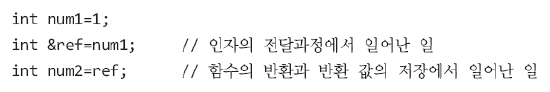 int num1=1;
int &ref=num1;      // 인자의 전달과정에서 일어난 일
int num2=ref;       // 함수의 반환과 반환 값의 저장에서 일어난 일